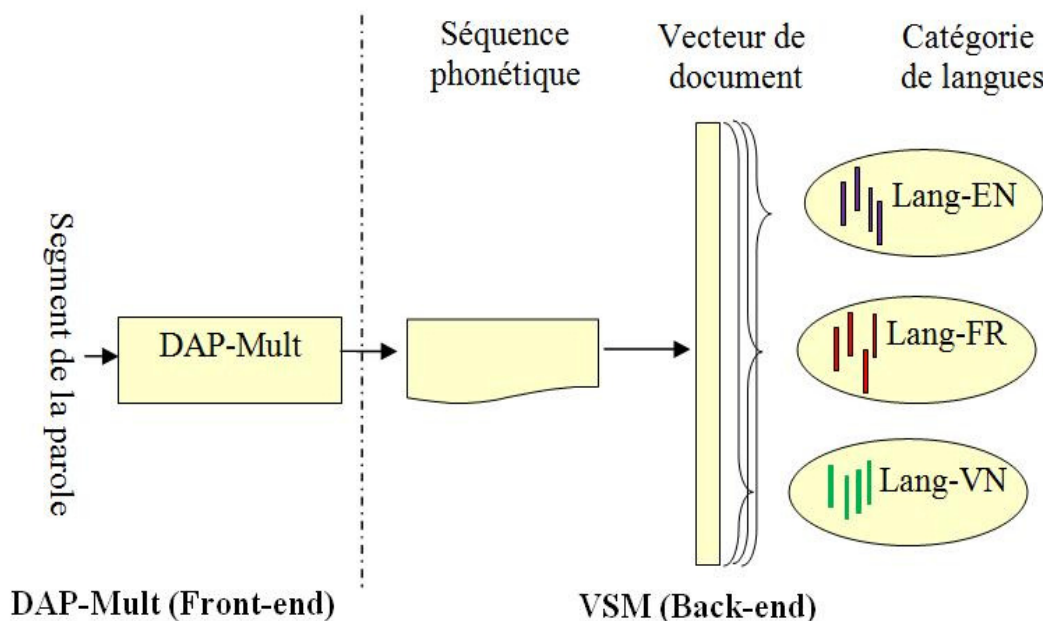 Séquence
phonétique
Vecteur de
document
Catégorie
de langues
Segment de la parole
DAP-Mult
Lang-EN
Lang-FR
Lang-VN
DAP-Mult (Front-end)
VSM (Back-end)